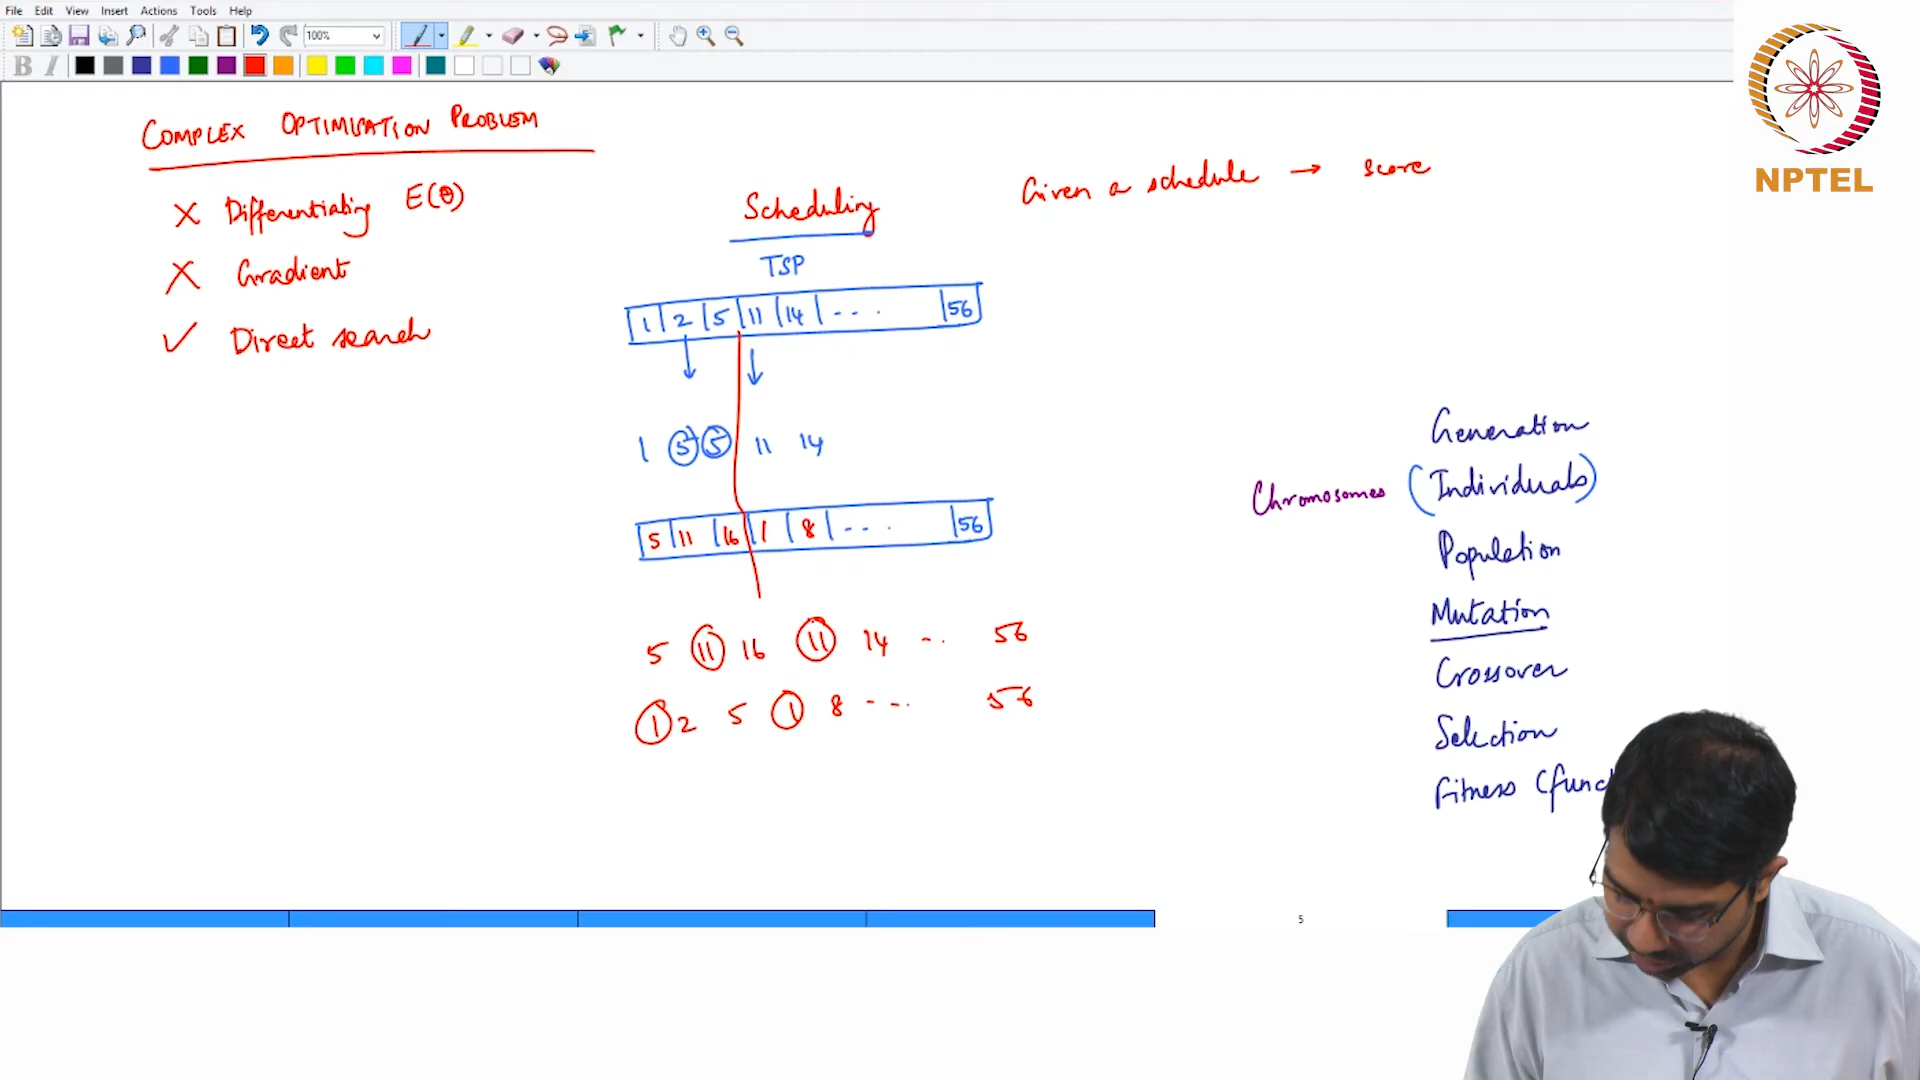 File Edit View Insert Actions Tools Help
100%
B I
NPTEL
COMPLEX OPTIMISATION PROBLEM
X Differentiating E(θ)
X Gradient
✓ Direct search
Scheduling
TSP
Given a schedule → score
1 2 5 11 14 --. 56
1 5 11 14
5 11 16 1 8 --. 56
5 11 16 11 14 -.. 56
1 2 5 1 8 --.. 56
Generation
Chromosomes (Individuals)
Population
Mutation
Crossover
Selection
Fitness (func
5